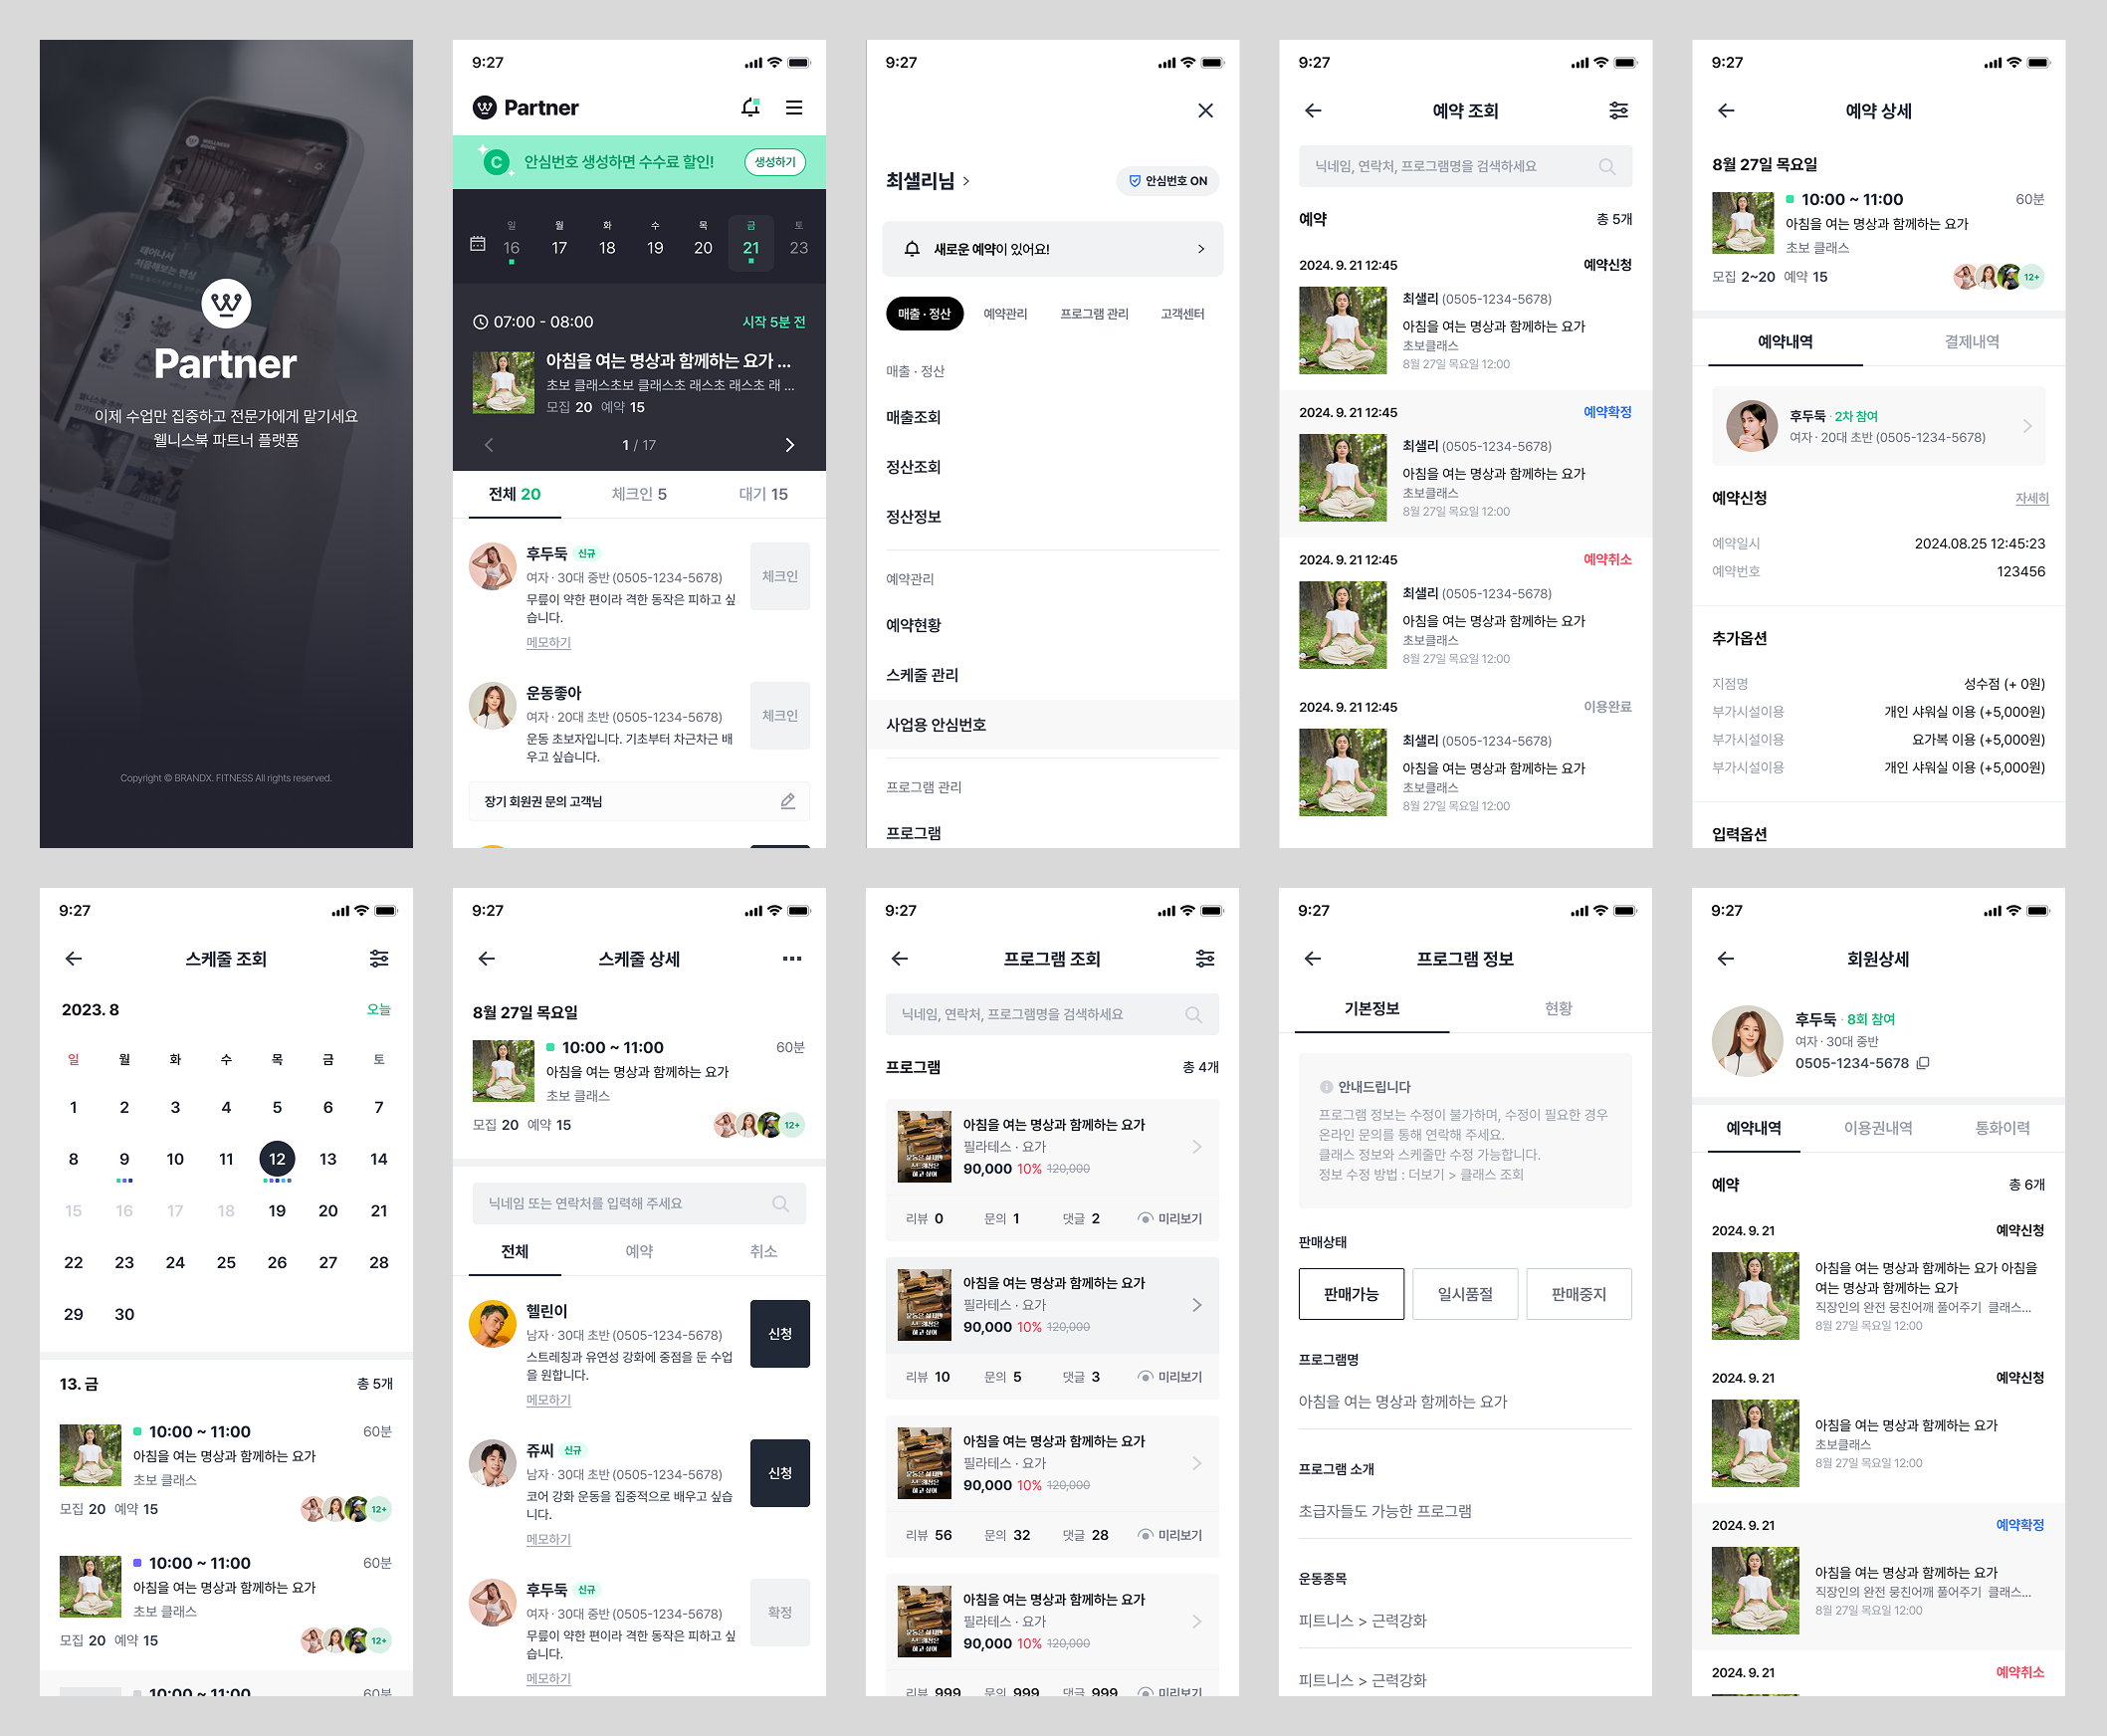 Partner
이제 수업만 집중하고 전문가에게 맡기세요
웰니스북 파트너 플랫폼
Copyright © BRANDX. FITNESS All rights reserved.
9:27
Partner
C 안심번호 생성하면 수수료 할인! 생성하기
일 월 화 수 목 금 토
16 17 18 19 20 21 23
07:00 - 08:00 시작 5분 전
아침을 여는 명상과 함께하는 요가 ...
초보 클래스초보 클래스초 래스초 래스초 래 ...
모집 20 예약 15
1 / 17
전체 20 체크인 5 대기 15
후두둑 신규
여자 · 30대 중반 (0505-1234-5678)
체크인
무릎이 약한 편이라 격한 동작은 피하고 싶
습니다.
메모하기
운동좋아
여자 · 20대 초반 (0505-1234-5678)
체크인
운동 초보자입니다. 기초부터 차근차근 배
우고 싶습니다.
장기 회원권 문의 고객님
9:27
최샐리님 안심번호 ON
새로운 예약이 있어요!
매출 · 정산 예약관리 프로그램 관리 고객센터
매출 · 정산
매출조회
정산조회
정산정보
예약관리
예약현황
스케줄 관리
사업용 안심번호
프로그램 관리
프로그램
9:27
예약 조회
닉네임, 연락처, 프로그램명을 검색하세요
예약 총 5개
2024. 9. 21 12:45 예약신청
최샐리 (0505-1234-5678)
아침을 여는 명상과 함께하는 요가
초보클래스
8월 27일 목요일 12:00
2024. 9. 21 12:45 예약확정
최샐리 (0505-1234-5678)
아침을 여는 명상과 함께하는 요가
초보클래스
8월 27일 목요일 12:00
2024. 9. 21 12:45 예약취소
최샐리 (0505-1234-5678)
아침을 여는 명상과 함께하는 요가
초보클래스
8월 27일 목요일 12:00
2024. 9. 21 12:45 이용완료
최샐리 (0505-1234-5678)
아침을 여는 명상과 함께하는 요가
초보클래스
8월 27일 목요일 12:00
9:27
예약 상세
8월 27일 목요일
10:00 ~ 11:00 60분
아침을 여는 명상과 함께하는 요가
초보 클래스
모집 2~20 예약 15 12+
예약내역 결제내역
후두둑 · 2차 참여
여자 · 20대 초반 (0505-1234-5678)
예약신청 자세히
예약일시 2024.08.25 12:45:23
예약번호 123456
추가옵션
지점명 성수점 (+ 0원)
부가시설이용 개인 샤워실 이용 (+5,000원)
부가시설이용 요가복 이용 (+5,000원)
부가시설이용 개인 샤워실 이용 (+5,000원)
입력옵션
9:27
스케줄 조회
2023. 8 오늘
일 월 화 수 목 금 토
1 2 3 4 5 6 7
8 9 10 11 12 13 14
15 16 17 18 19 20 21
22 23 24 25 26 27 28
29 30
13. 금 총 5개
10:00 ~ 11:00 60분
아침을 여는 명상과 함께하는 요가
초보 클래스
모집 20 예약 15 12+
10:00 ~ 11:00 60분
아침을 여는 명상과 함께하는 요가
초보 클래스
모집 20 예약 15 12+
10:00 ~ 11:00 60분
9:27
스케줄 상세
8월 27일 목요일
10:00 ~ 11:00 60분
아침을 여는 명상과 함께하는 요가
초보 클래스
모집 20 예약 15 12+
닉네임 또는 연락처를 입력해 주세요
전체 예약 취소
헬린이
남자 · 30대 초반 (0505-1234-5678)
신청
스트레칭과 유연성 강화에 중점을 둔 수업
을 원합니다.
메모하기
쥬씨 신규
남자 · 30대 초반 (0505-1234-5678)
신청
코어 강화 운동을 집중적으로 배우고 싶습
니다.
메모하기
후두둑 신규
여자 · 30대 중반 (0505-1234-5678)
확정
무릎이 약한 편이라 격한 동작은 피하고 싶
습니다.
메모하기
9:27
프로그램 조회
닉네임, 연락처, 프로그램명을 검색하세요
프로그램 총 4개
아침을 여는 명상과 함께하는 요가
필라테스 · 요가
90,000 10% 120,000
리뷰 0 문의 1 댓글 2 미리보기
아침을 여는 명상과 함께하는 요가
필라테스 · 요가
90,000 10% 120,000
리뷰 10 문의 5 댓글 3 미리보기
아침을 여는 명상과 함께하는 요가
필라테스 · 요가
90,000 10% 120,000
리뷰 56 문의 32 댓글 28 미리보기
아침을 여는 명상과 함께하는 요가
필라테스 · 요가
90,000 10% 120,000
리뷰 999 문의 999 댓글 999 미리보기
9:27
프로그램 정보
기본정보 현황
안내드립니다
프로그램 정보는 수정이 불가하며, 수정이 필요한 경우
온라인 문의를 통해 연락해 주세요.
클래스 정보와 스케줄만 수정 가능합니다.
정보 수정 방법 : 더보기 > 클래스 조회
판매상태
판매가능 일시품절 판매중지
프로그램명
아침을 여는 명상과 함께하는 요가
프로그램 소개
초급자들도 가능한 프로그램
운동종목
피트니스 > 근력강화
피트니스 > 근력강화
9:27
회원상세
후두둑 · 8회 참여
여자 · 30대 중반
0505-1234-5678
예약내역 이용권내역 통화이력
예약 총 6개
2024. 9. 21 예약신청
아침을 여는 명상과 함께하는 요가 아침을
여는 명상과 함께하는 요가
직장인의 완전 뭉친어깨 풀어주기 클래스...
8월 27일 목요일 12:00
2024. 9. 21 예약신청
아침을 여는 명상과 함께하는 요가
초보클래스
8월 27일 목요일 12:00
2024. 9. 21 예약확정
아침을 여는 명상과 함께하는 요가
직장인의 완전 뭉친어깨 풀어주기 클래스...
8월 27일 목요일 12:00
2024. 9. 21 예약취소